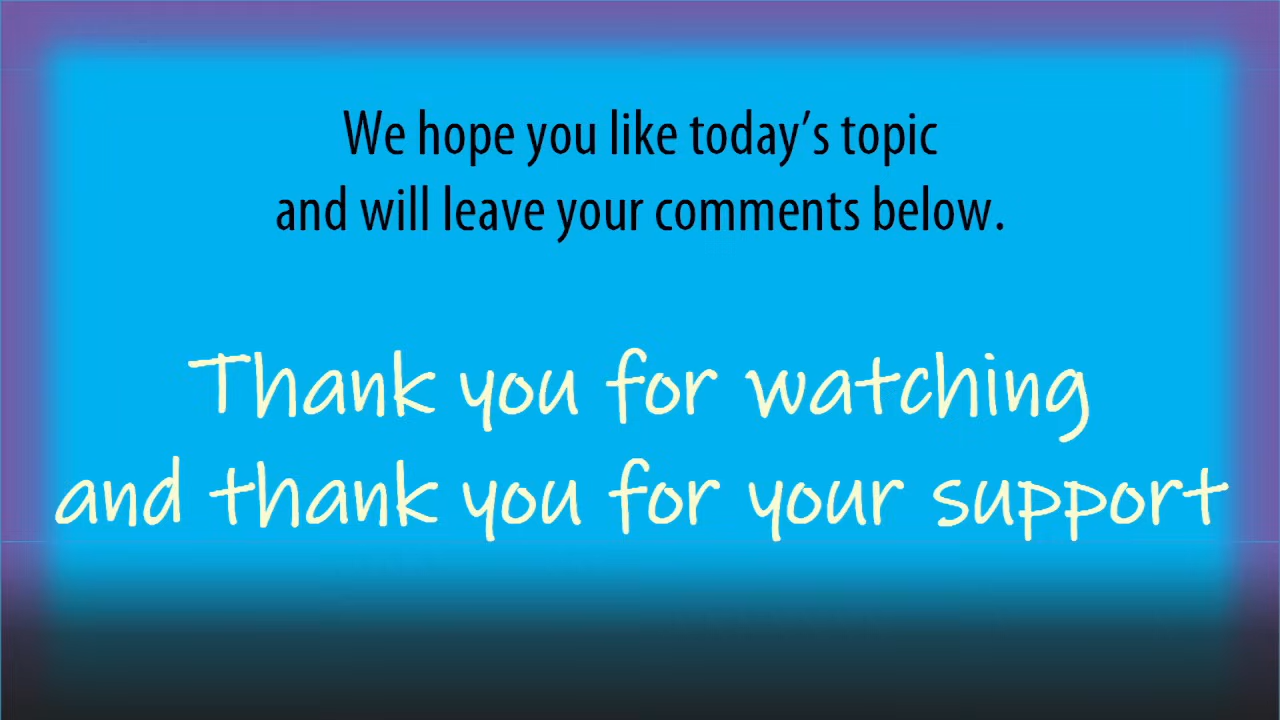 We hope you like today’s topic
and will leave your comments below.
Thank you for watching
and thank you for your support